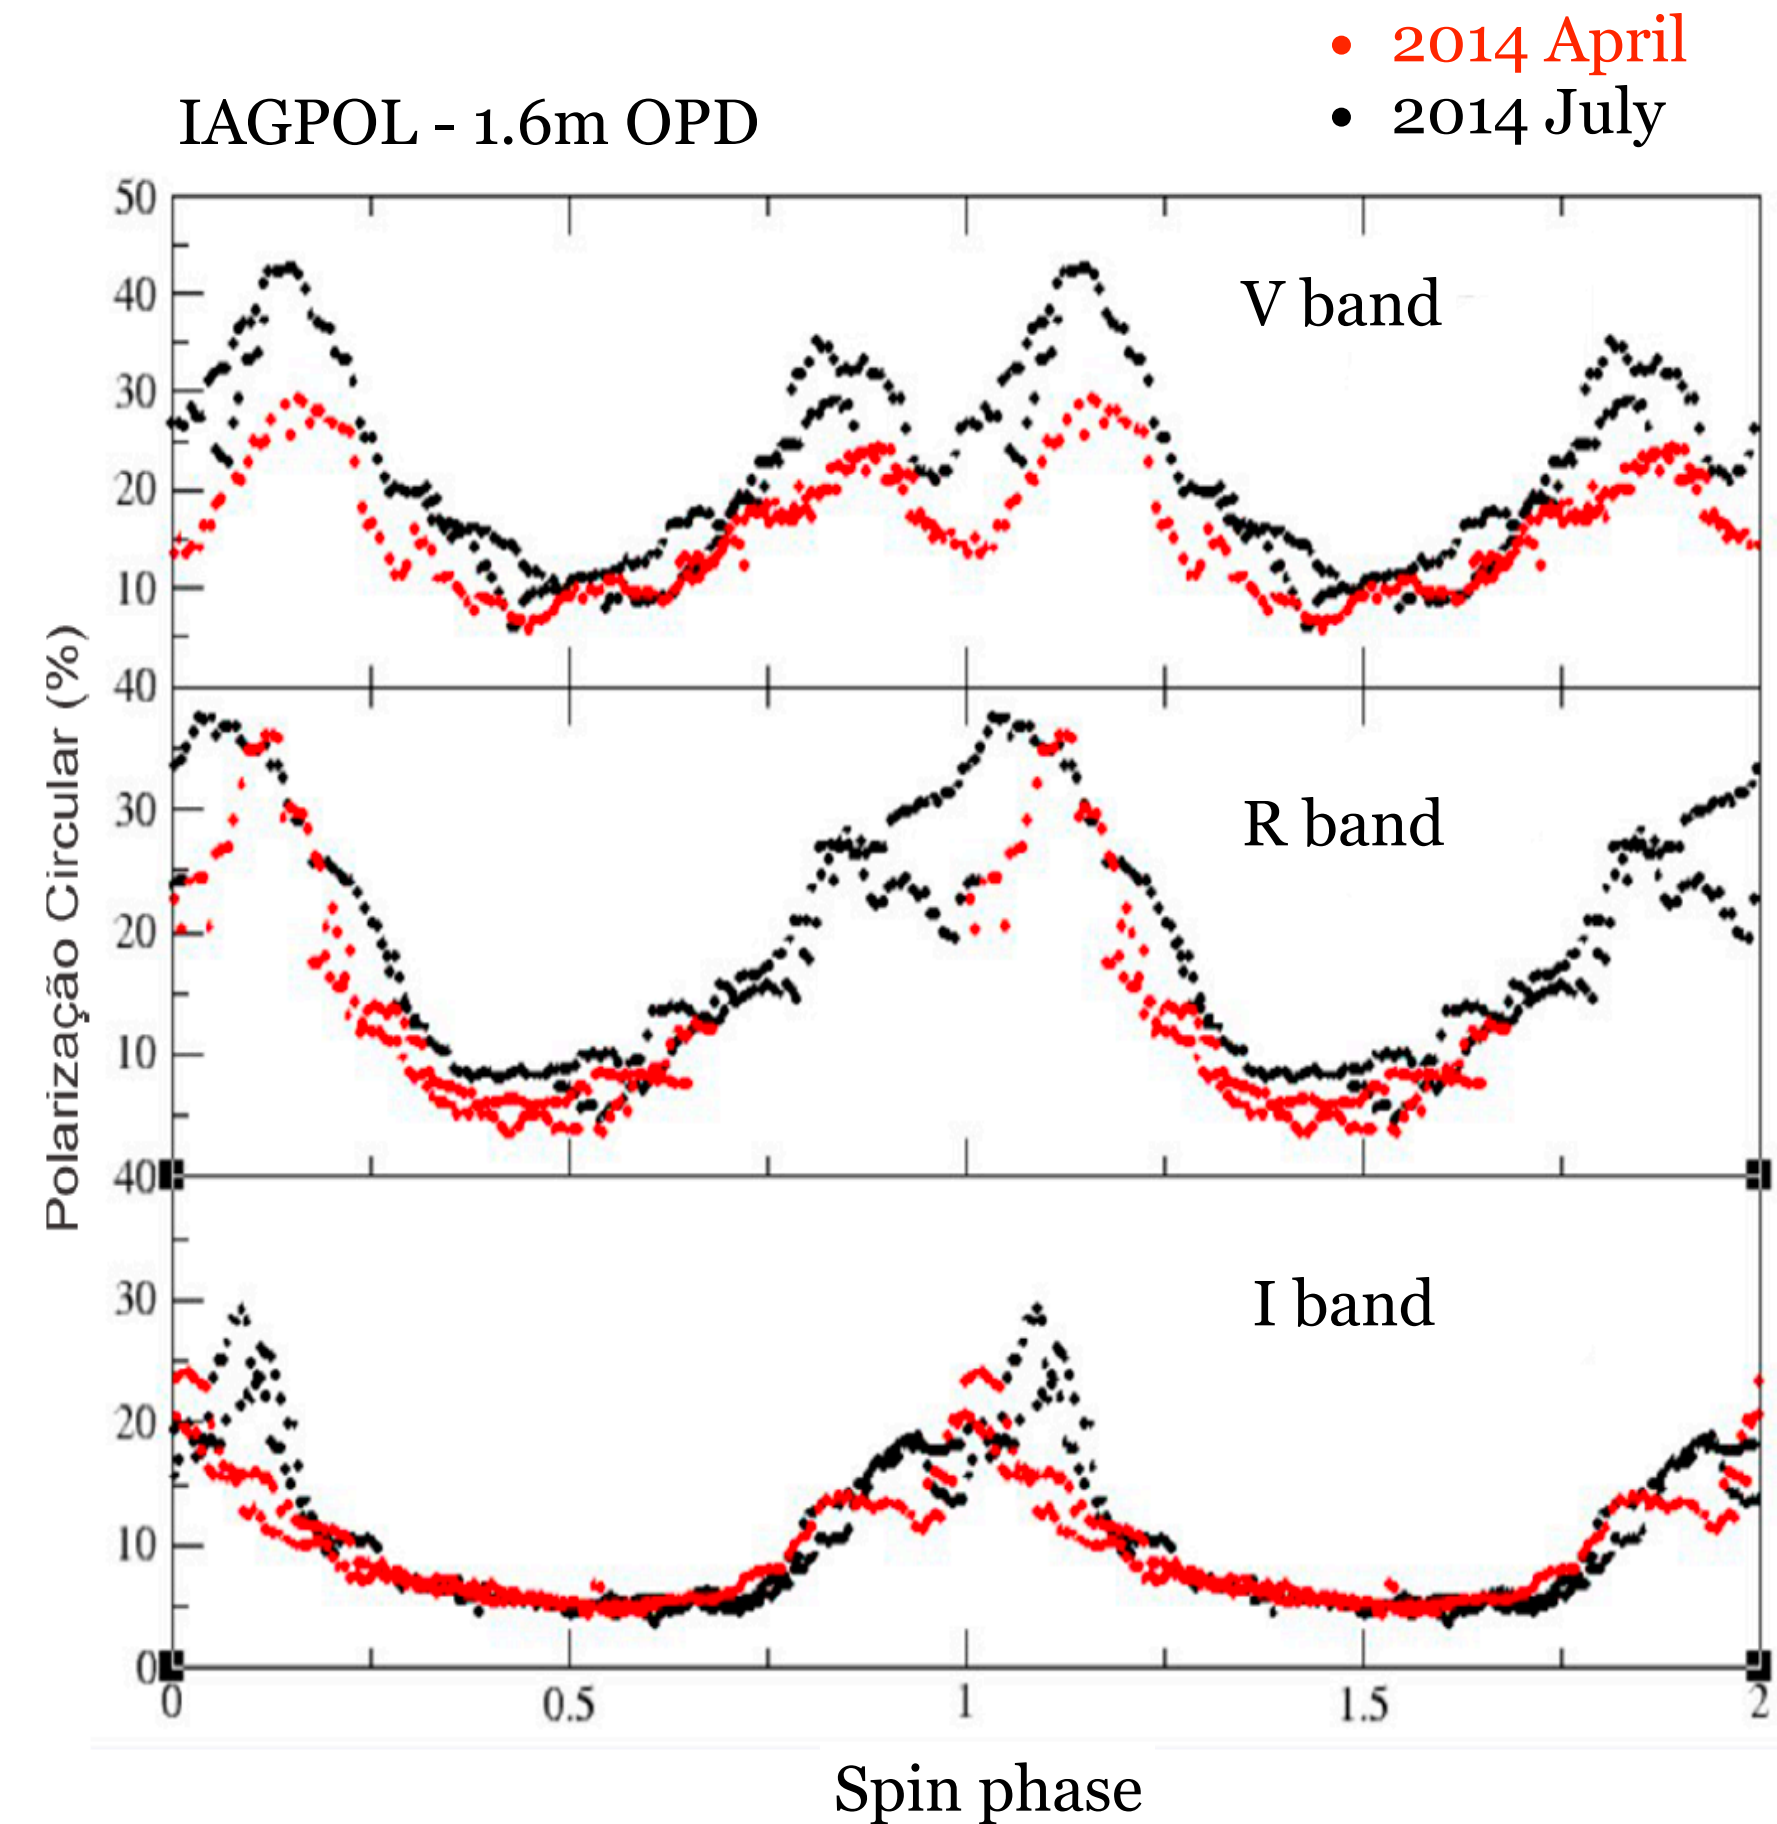 2014 April
IAGPOL - 1.6m OPD
2014 July
50
40
30
20
10
V band
Polarização Circular (%)
40
30
20
10
R band
40
30
20
10
0
I band
0 0.5 1 1.5 2
Spin phase